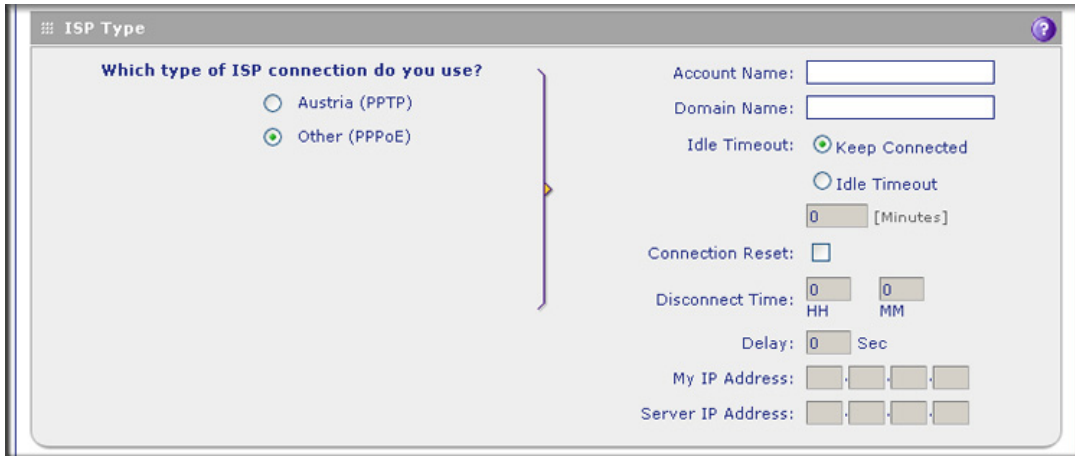 ISP Type
?
Which type of ISP connection do you use?
Austria (PPTP)
Other (PPPoE)
Account Name:
Domain Name:
Idle Timeout: Keep Connected
Idle Timeout
0 [Minutes]
Connection Reset:
Disconnect Time: 0 0
HH MM
Delay: 0 Sec
My IP Address: . . .
Server IP Address: . . .